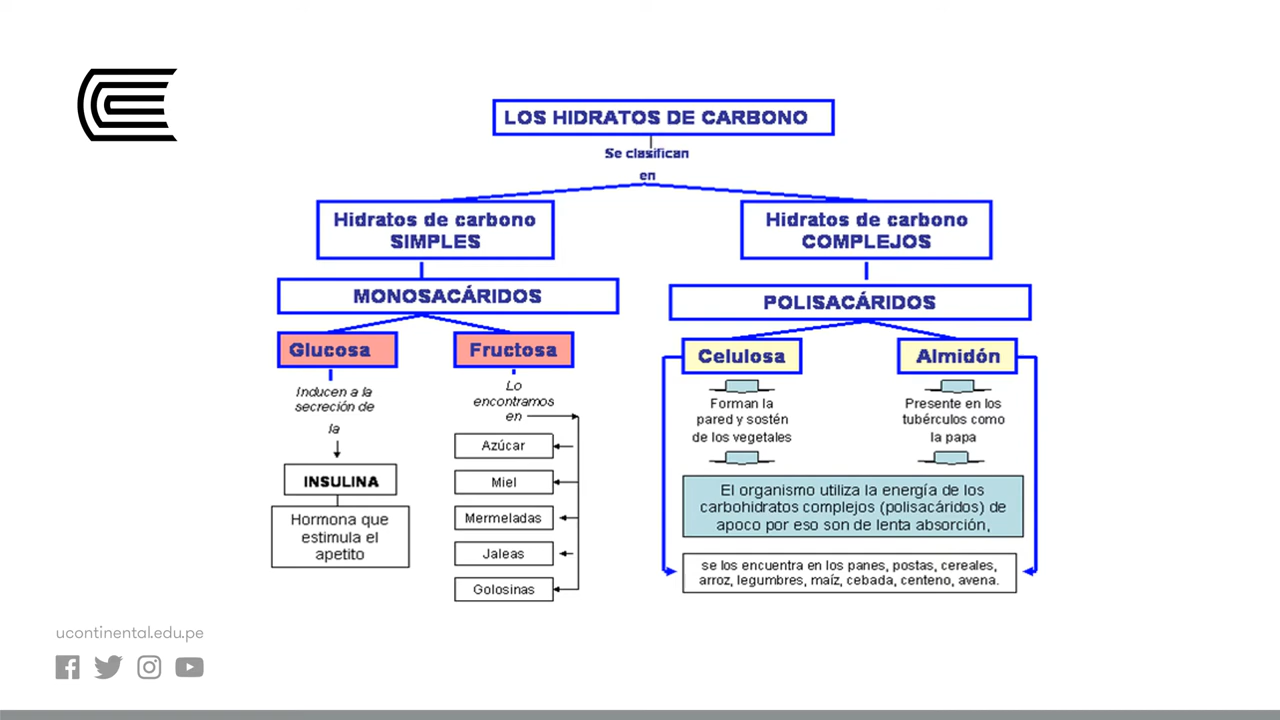 LOS HIDRATOS DE CARBONO
Se clasifican
en
Hidratos de carbono
SIMPLES
MONOSACÁRIDOS
Glucosa
Inducen a la
secreción de
la
INSULINA
Hormona que
estimula el
apetito
Fructosa
Lo
encontramos
en
Azúcar
Miel
Mermeladas
Jaleas
Golosinas
Hidratos de carbono
COMPLEJOS
POLISACÁRIDOS
Celulosa
Forman la
pared y sostén
de los vegetales
Almidón
Presente en los
tubérculos como
la papa
El organismo utiliza la energía de los
carbohidratos complejos (polisacáridos) de
apoco por eso son de lenta absorción,
se los encuentra en los panes, postas, cereales,
arroz, legumbres, maíz, cebada, centeno, avena.
ucontinental.edu.pe